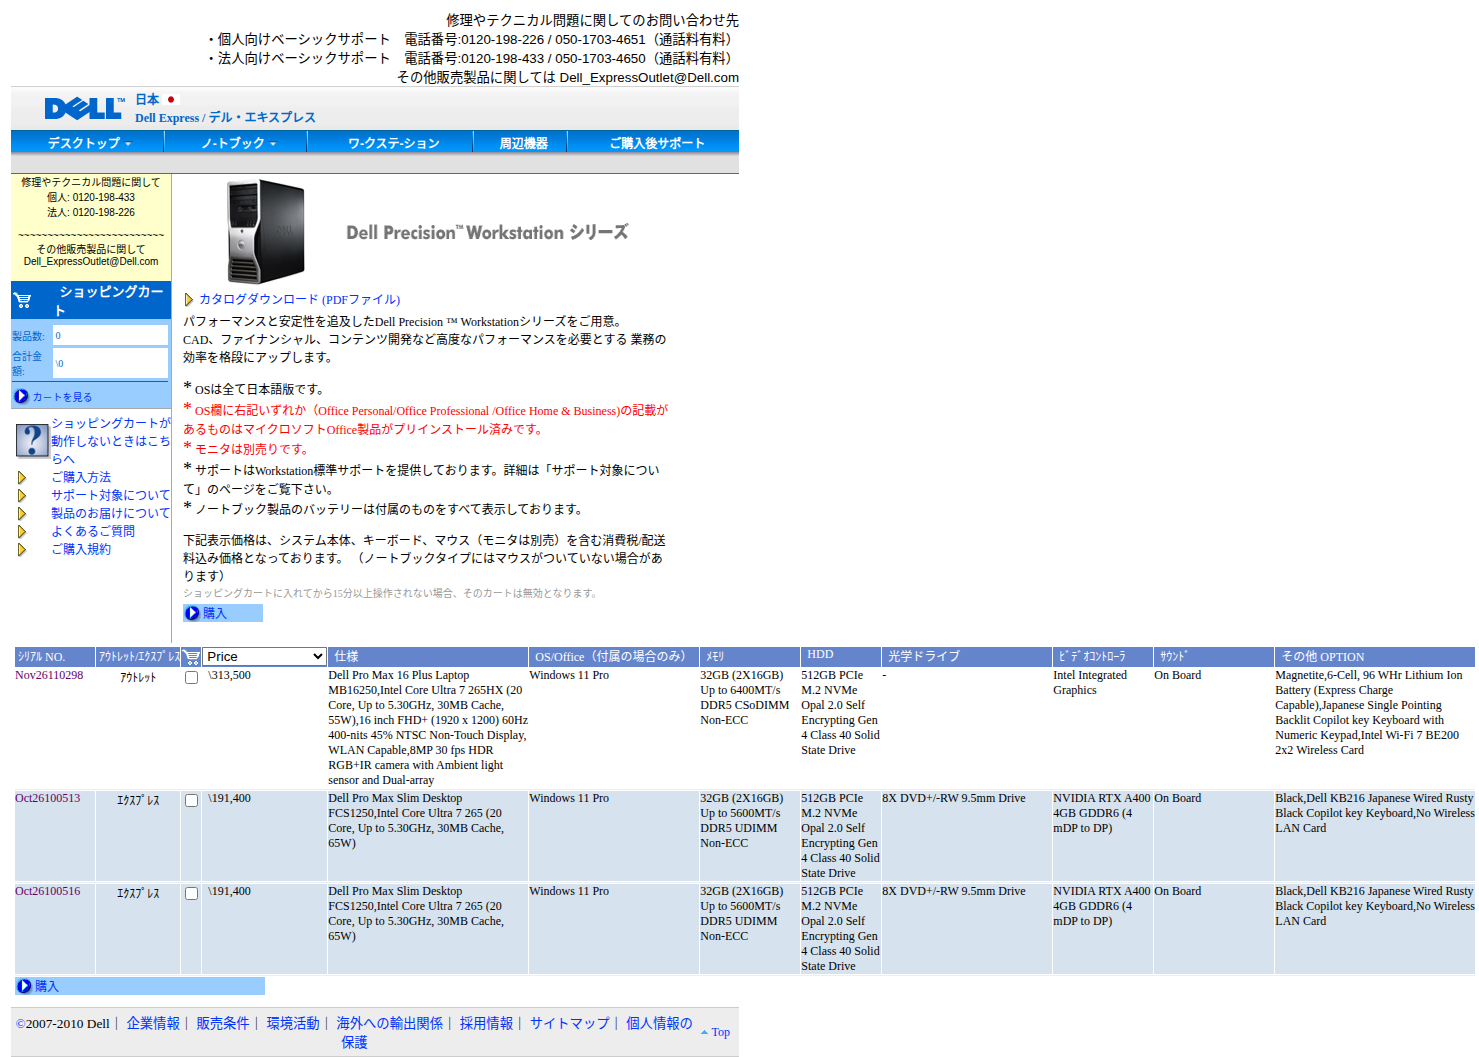 修理やテクニカル問題に関してのお問い合わせ先
・個人向けベーシックサポート　電話番号:0120-198-226 / 050-1703-4651（通話料有料）
・法人向けベーシックサポート　電話番号:0120-198-433 / 050-1703-4650（通話料有料）
その他販売製品に関しては Dell_ExpressOutlet@Dell.com
DELL™
日本
Dell Express / デル・エキスプレス
デスクトップ
ノ-トブック
ワ-クステ-ション
周辺機器
ご購入後サポート
修理やテクニカル問題に関して
個人: 0120-198-433
法人: 0120-198-226
~~~~~~~~~~~~~~~~~~~~~~~~~
その他販売製品に関して
Dell_ExpressOutlet@Dell.com
ショッピングカー
ト
製品数: 0
合計金
額: \0
カートを見る
ショッピングカートが
動作しないときはこち
らへ
ご購入方法
サポート対象について
製品のお届けについて
よくあるご質問
ご購入規約
Dell Precision™ Workstation シリーズ
カタログダウンロード (PDFファイル)
パフォーマンスと安定性を追及したDell Precision ™ Workstationシリーズをご用意。
CAD、ファイナンシャル、コンテンツ開発など高度なパフォーマンスを必要とする 業務の
効率を格段にアップします。
* OSは全て日本語版です。
* OS欄に右記いずれか（Office Personal/Office Professional /Office Home & Business)の記載が
あるものはマイクロソフトOffice製品がプリインストール済みです。
* モニタは別売りです。
* サポートはWorkstation標準サポートを提供しております。詳細は「サポート対象につい
て」のページをご覧下さい。
* ノートブック製品のバッテリーは付属のものをすべて表示しております。
下記表示価格は、システム本体、キーボード、マウス（モニタは別売）を含む消費税/配送
料込み価格となっております。 （ノートブックタイプにはマウスがついていない場合があ
ります）
ショッピングカートに入れてから15分以上操作されない場合、そのカートは無効となります。
購入
ｼﾘｱﾙ NO.
ｱｳﾄﾚｯﾄ/ｴｸｽﾌﾟﾚｽ
Price
仕様
OS/Office（付属の場合のみ）
ﾒﾓﾘ
HDD
光学ドライブ
ﾋﾞﾃﾞｵｺﾝﾄﾛｰﾗ
ｻｳﾝﾄﾞ
その他 OPTION
Nov26110298
ｱｳﾄﾚｯﾄ
\313,500
Dell Pro Max 16 Plus Laptop
MB16250,Intel Core Ultra 7 265HX (20
Core, Up to 5.30GHz, 30MB Cache,
55W),16 inch FHD+ (1920 x 1200) 60Hz
400-nits 45% NTSC Non-Touch Display,
WLAN Capable,8MP 30 fps HDR
RGB+IR camera with Ambient light
sensor and Dual-array
Windows 11 Pro
32GB (2X16GB)
Up to 6400MT/s
DDR5 CSoDIMM
Non-ECC
512GB PCIe
M.2 NVMe
Opal 2.0 Self
Encrypting Gen
4 Class 40 Solid
State Drive
-
Intel Integrated
Graphics
On Board
Magnetite,6-Cell, 96 WHr Lithium Ion
Battery (Express Charge
Capable),Japanese Single Pointing
Backlit Copilot key Keyboard with
Numeric Keypad,Intel Wi-Fi 7 BE200
2x2 Wireless Card
Oct26100513
ｴｸｽﾌﾟﾚｽ
\191,400
Dell Pro Max Slim Desktop
FCS1250,Intel Core Ultra 7 265 (20
Core, Up to 5.30GHz, 30MB Cache,
65W)
Windows 11 Pro
32GB (2X16GB)
Up to 5600MT/s
DDR5 UDIMM
Non-ECC
512GB PCIe
M.2 NVMe
Opal 2.0 Self
Encrypting Gen
4 Class 40 Solid
State Drive
8X DVD+/-RW 9.5mm Drive
NVIDIA RTX A400
4GB GDDR6 (4
mDP to DP)
On Board
Black,Dell KB216 Japanese Wired Rusty
Black Copilot key Keyboard,No Wireless
LAN Card
Oct26100516
ｴｸｽﾌﾟﾚｽ
\191,400
Dell Pro Max Slim Desktop
FCS1250,Intel Core Ultra 7 265 (20
Core, Up to 5.30GHz, 30MB Cache,
65W)
Windows 11 Pro
32GB (2X16GB)
Up to 5600MT/s
DDR5 UDIMM
Non-ECC
512GB PCIe
M.2 NVMe
Opal 2.0 Self
Encrypting Gen
4 Class 40 Solid
State Drive
8X DVD+/-RW 9.5mm Drive
NVIDIA RTX A400
4GB GDDR6 (4
mDP to DP)
On Board
Black,Dell KB216 Japanese Wired Rusty
Black Copilot key Keyboard,No Wireless
LAN Card
購入
©2007-2010 Dell｜ 企業情報｜ 販売条件｜ 環境活動｜ 海外への輸出関係｜ 採用情報｜ サイトマップ｜ 個人情報の
保護
Top